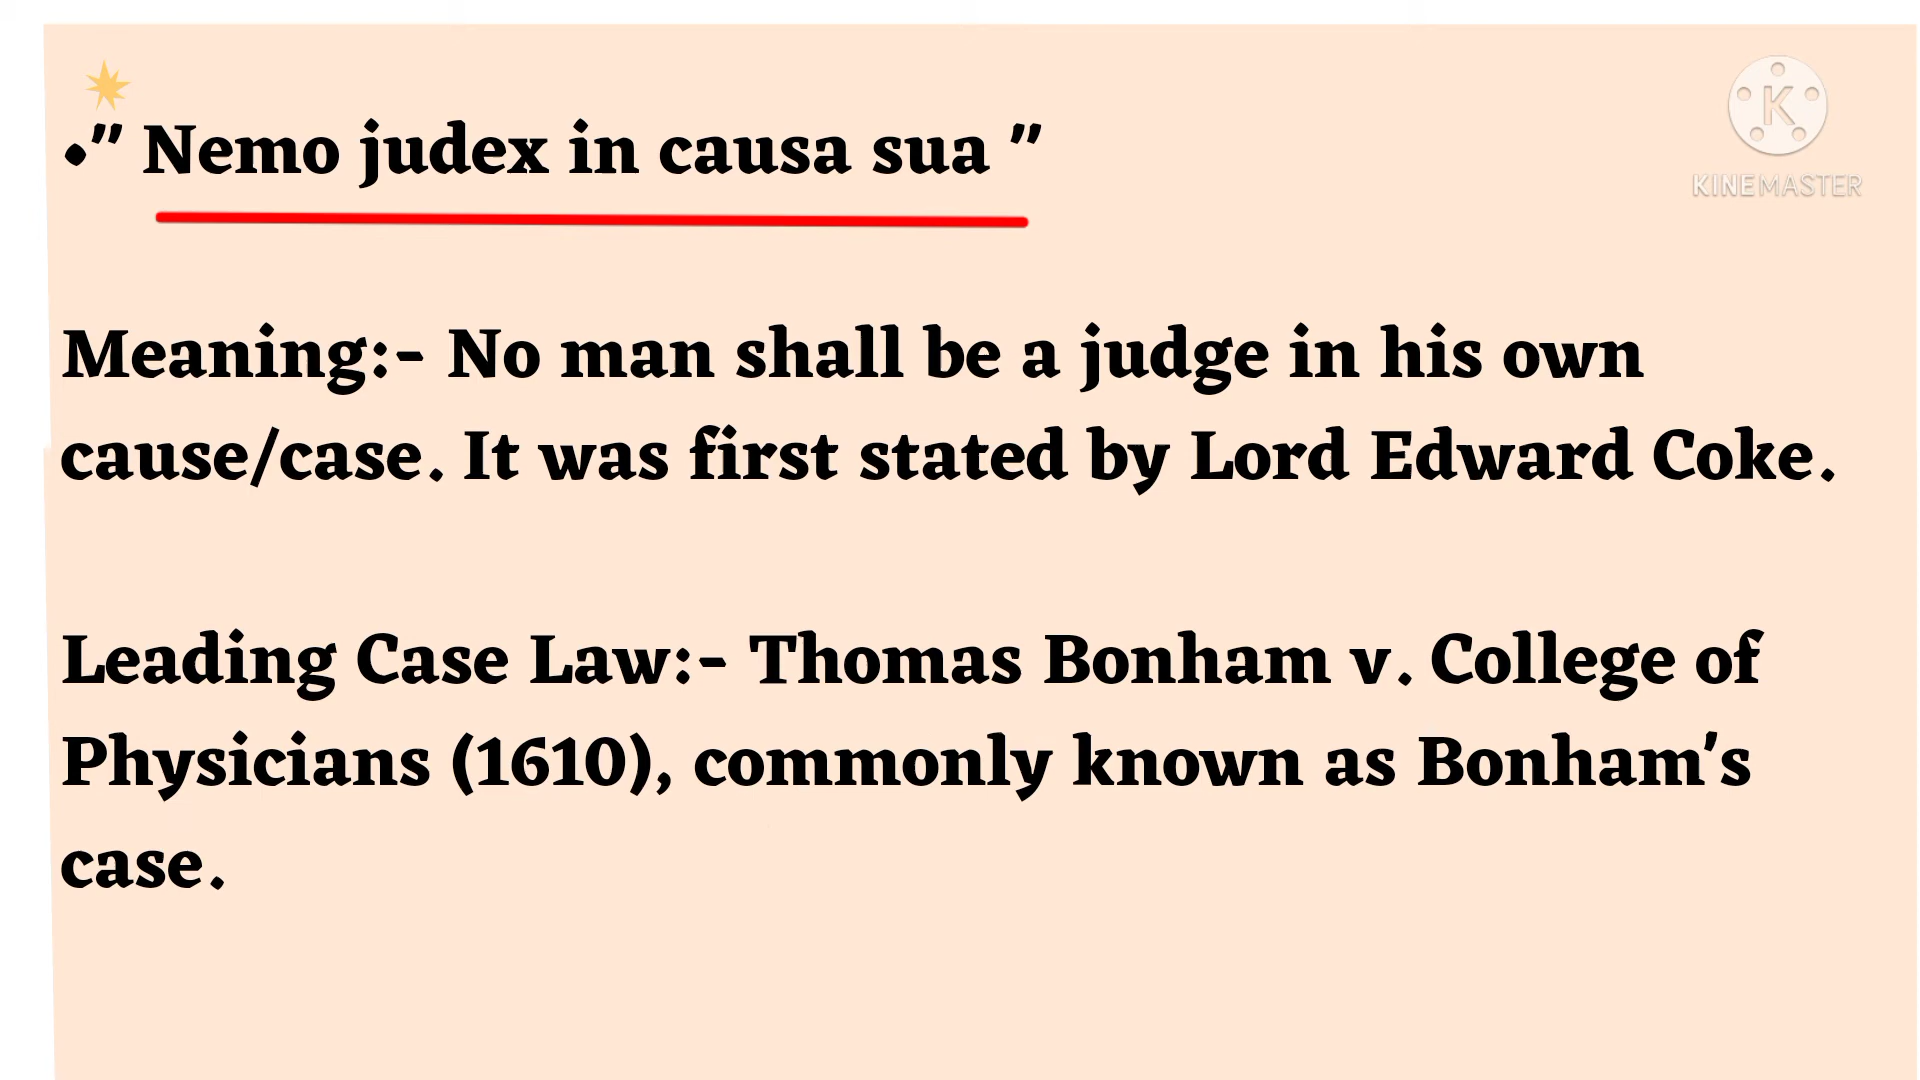 •" Nemo judex in causa sua "
K
KINEMASTER
Meaning:- No man shall be a judge in his own
cause/case. It was first stated by Lord Edward Coke.
Leading Case Law:- Thomas Bonham v. College of
Physicians (1610), commonly known as Bonham's
case.